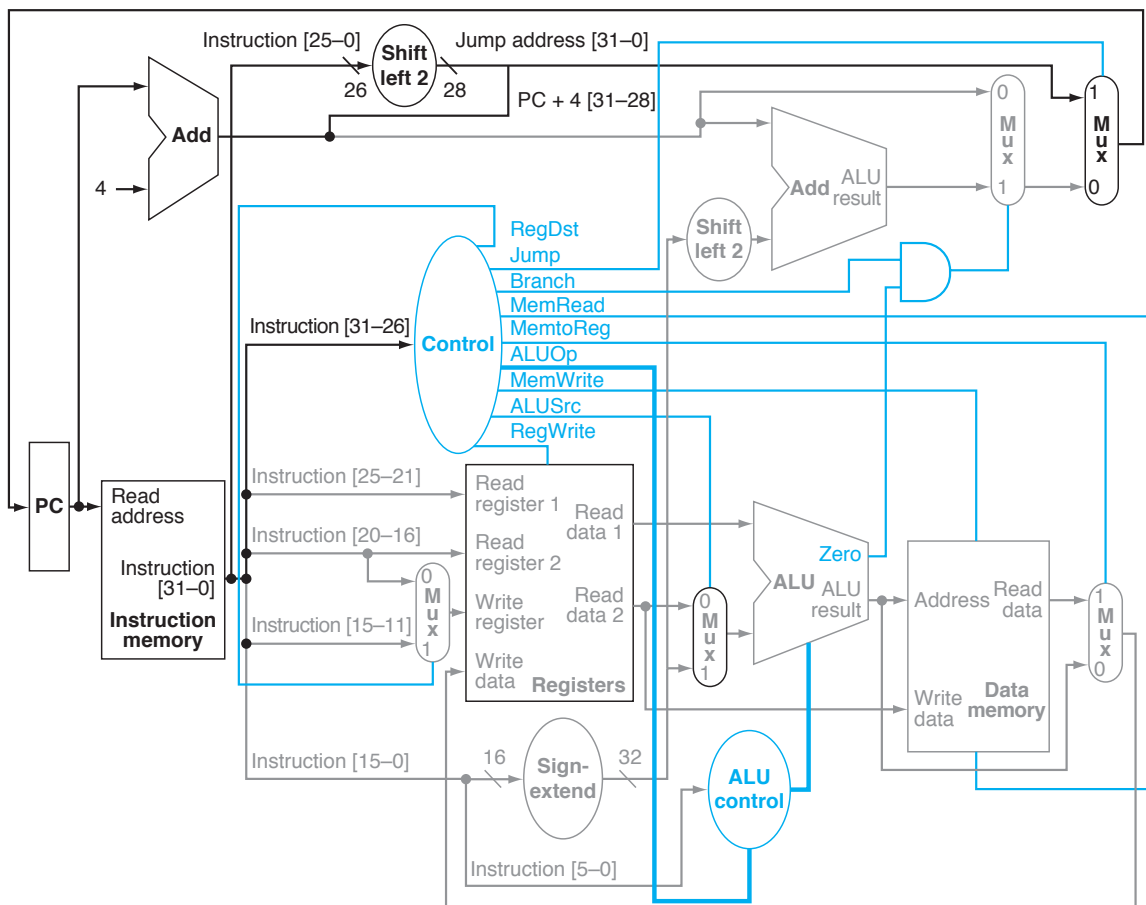 Instruction [25–0]
Shift
left 2
Jump address [31–0]
26
28
PC + 4 [31–28]
Add
4
0
M
u
x
1
1
M
u
x
0
Add
ALU
result
Shift
left 2
RegDst
Jump
Branch
MemRead
MemtoReg
ALUOp
MemWrite
ALUSrc
RegWrite
Instruction [31–26]
Control
PC
Read
address
Instruction
[31–0]
Instruction
memory
Instruction [25–21]
Instruction [20–16]
Instruction [15–11]
0
M
u
x
1
Read
register 1
Read
register 2
Write
register
Write
data
Read
data 1
Read
data 2
Registers
0
M
u
x
1
Zero
ALU
ALU
result
Address
Read
data
Write
data
Data
memory
1
M
u
x
0
Instruction [15–0]
16
Sign-
extend
32
ALU
control
Instruction [5–0]